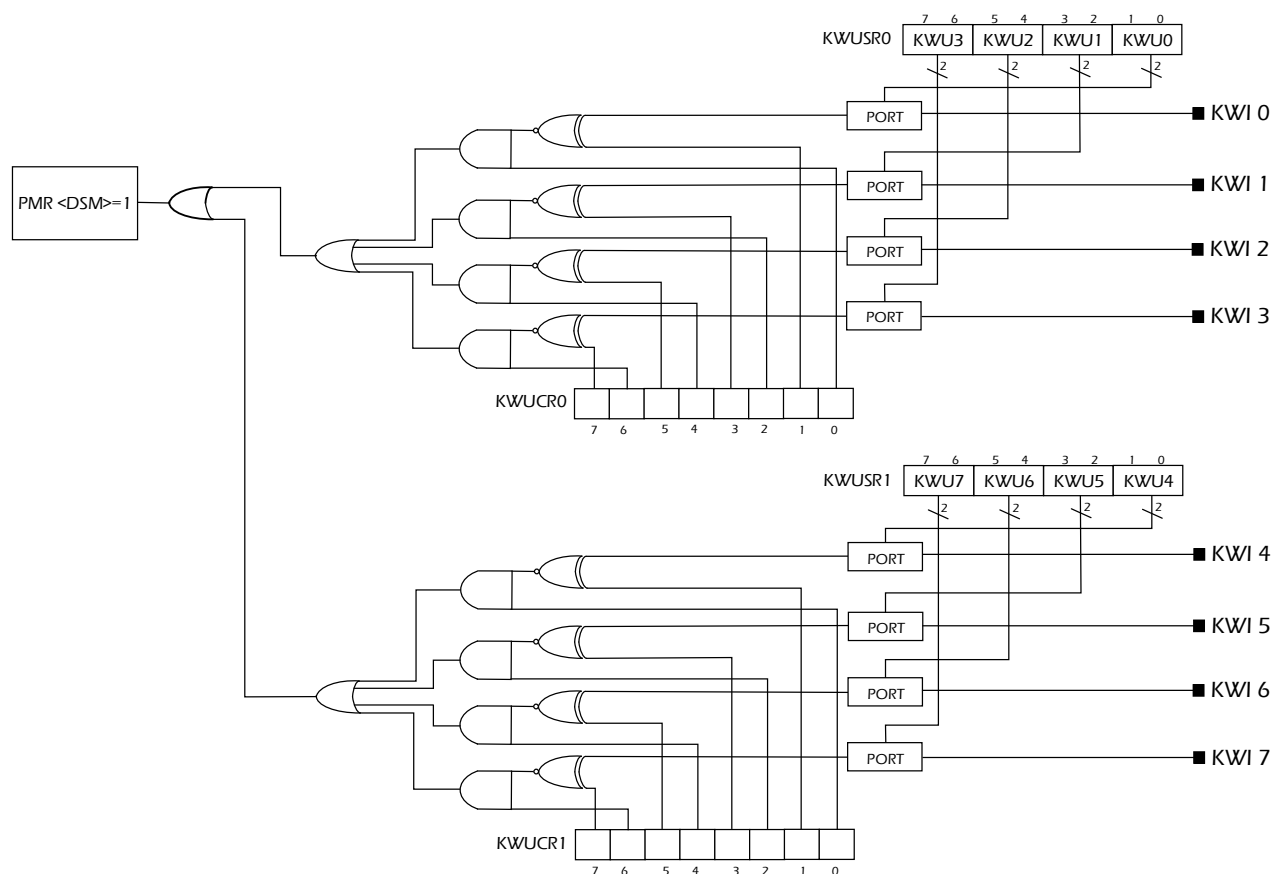 7 6 5 4 3 2 1 0
KWUSR0 KWU3 KWU2 KWU1 KWU0
2 2 2 2
PORT KWI 0
PORT KWI 1
PMR <DSM>=1
PORT KWI 2
PORT KWI 3
KWUCR0
7 6 5 4 3 2 1 0
7 6 5 4 3 2 1 0
KWUSR1 KWU7 KWU6 KWU5 KWU4
2 2 2 2
PORT KWI 4
PORT KWI 5
PORT KWI 6
PORT KWI 7
KWUCR1
7 6 5 4 3 2 1 0